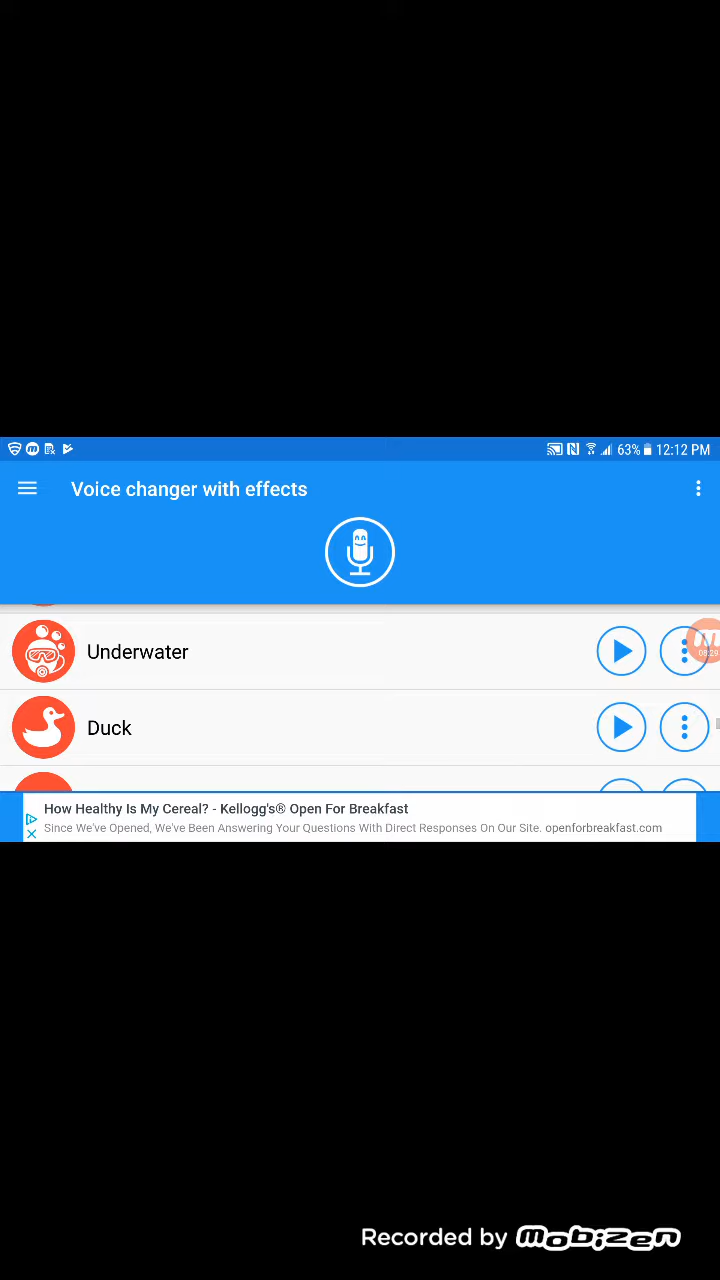 63% 12:12 PM
Voice changer with effects
Underwater
08:29
Duck
How Healthy Is My Cereal? - Kellogg's® Open For Breakfast
Since We've Opened, We've Been Answering Your Questions With Direct Responses On Our Site. openforbreakfast.com
Recorded by mobizen